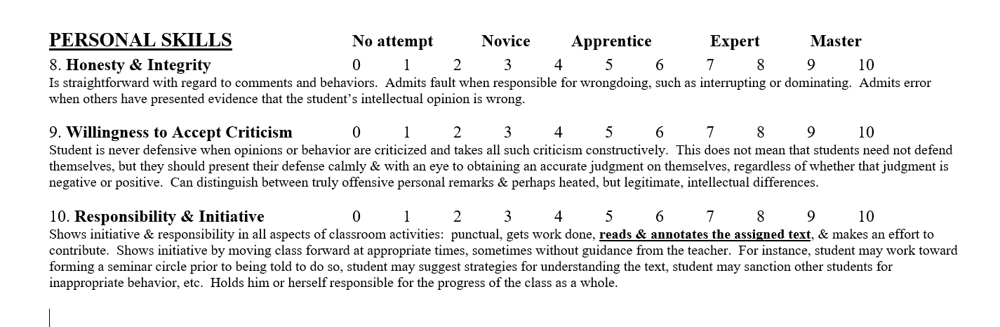 PERSONAL SKILLS No attempt Novice Apprentice Expert Master
8. Honesty & Integrity 0 1 2 3 4 5 6 7 8 9 10
Is straightforward with regard to comments and behaviors.  Admits fault when responsible for wrongdoing, such as interrupting or dominating.  Admits error
when others have presented evidence that the student’s intellectual opinion is wrong.
9. Willingness to Accept Criticism 0 1 2 3 4 5 6 7 8 9 10
Student is never defensive when opinions or behavior are criticized and takes all such criticism constructively.  This does not mean that students need not defend
themselves, but they should present their defense calmly & with an eye to obtaining an accurate judgment on themselves, regardless of whether that judgment is
negative or positive.  Can distinguish between truly offensive personal remarks & perhaps heated, but legitimate, intellectual differences.
10. Responsibility & Initiative 0 1 2 3 4 5 6 7 8 9 10
Shows initiative & responsibility in all aspects of classroom activities:  punctual, gets work done, reads & annotates the assigned text, & makes an effort to
contribute.  Shows initiative by moving class forward at appropriate times, sometimes without guidance from the teacher.  For instance, student may work toward
forming a seminar circle prior to being told to do so, student may suggest strategies for understanding the text, student may sanction other students for
inappropriate behavior, etc.  Holds him or herself responsible for the progress of the class as a whole.